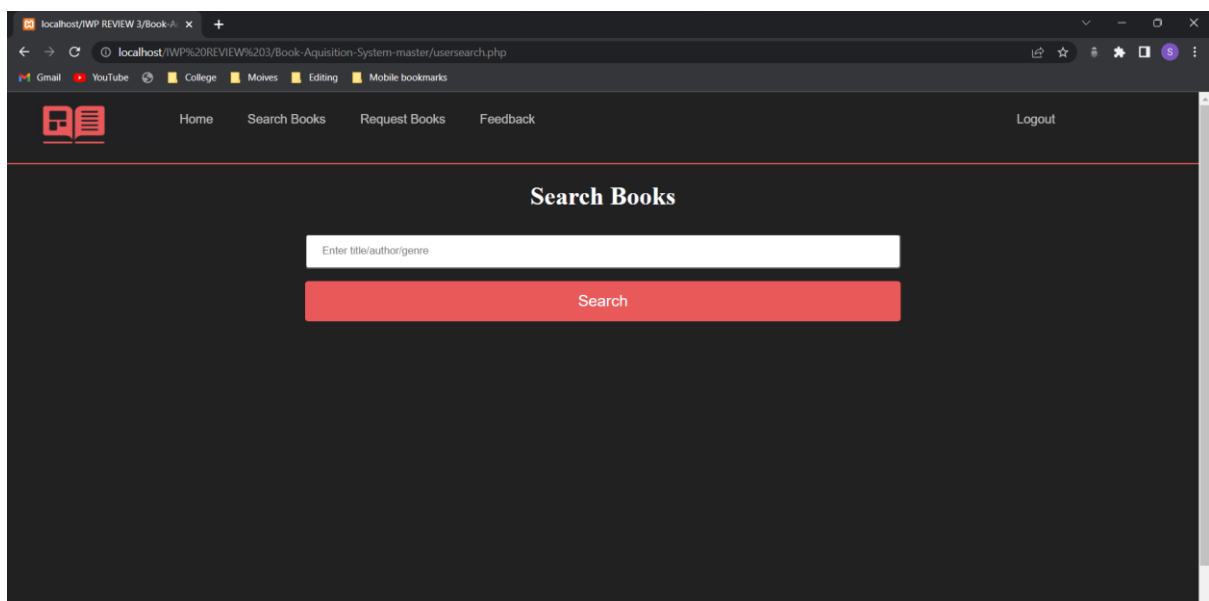 localhost/IWP REVIEW 3/Book-A
localhost/IWP%20REVIEW%203/Book-Aquisition-System-master/usersearch.php
S
Gmail YouTube College Moives Editing Mobile bookmarks
Home Search Books Request Books Feedback Logout
Search Books
Enter title/author/genre
Search